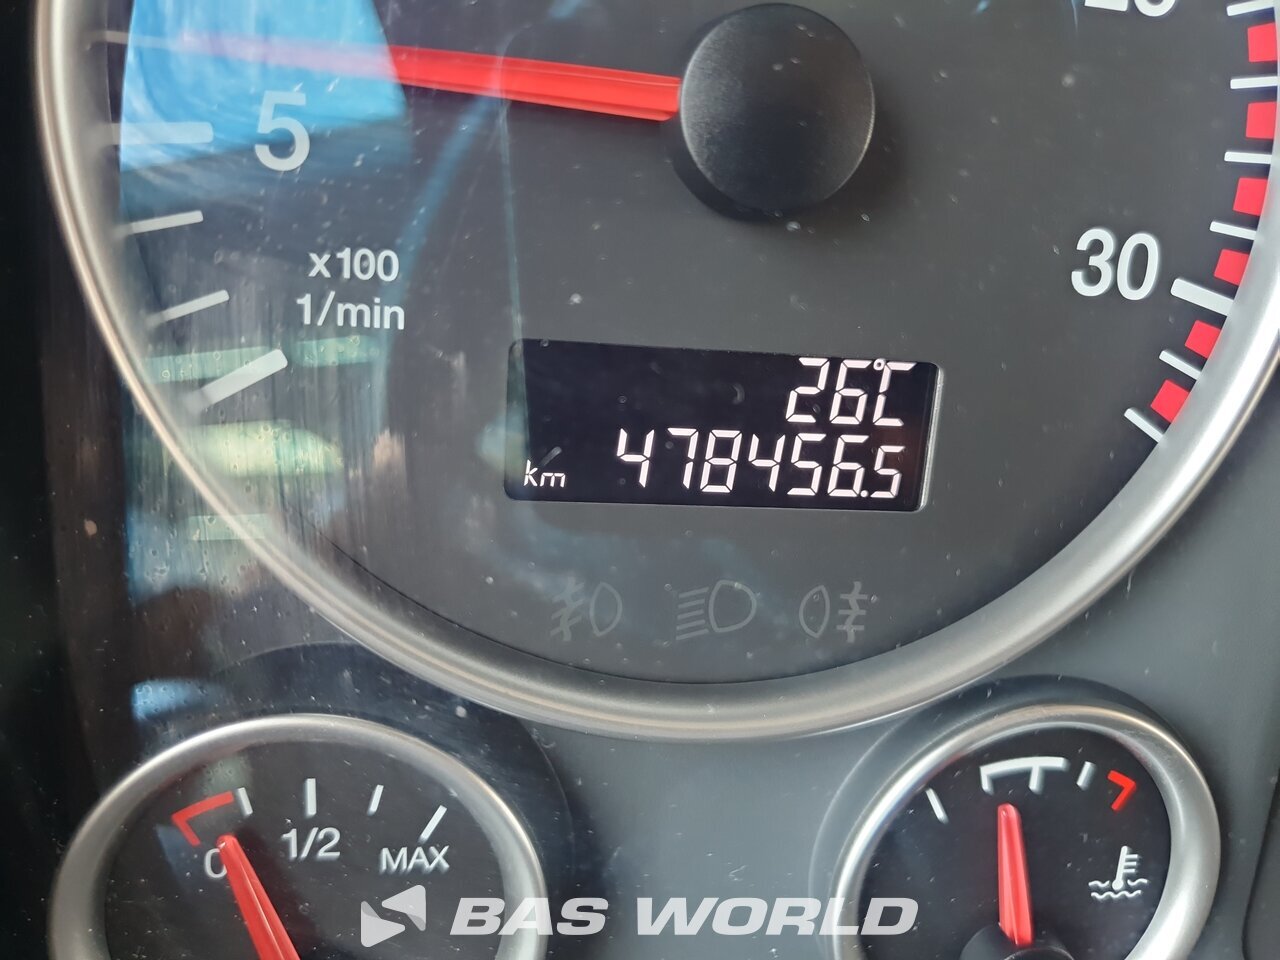 5
x100
1/min
30
26°C
km 478456.5
0 1/2 MAX
BAS WORLD